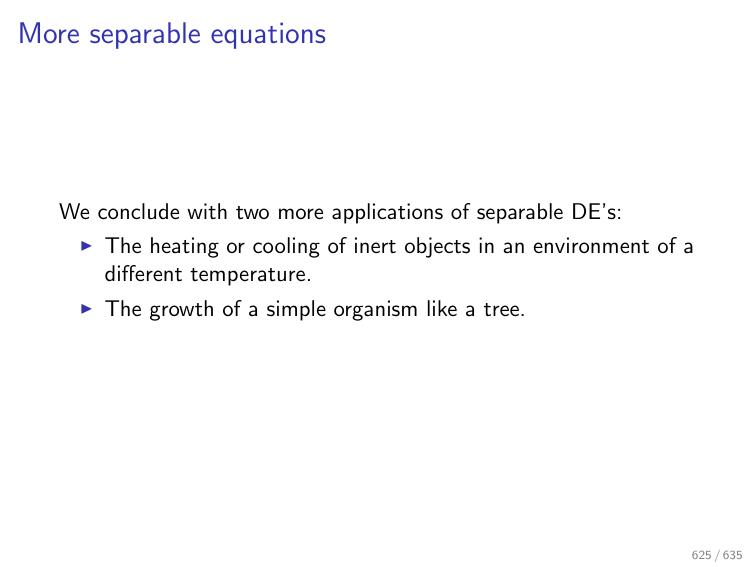 More separable equations
We conclude with two more applications of separable DE's:
▶ The heating or cooling of inert objects in an environment of a
different temperature.
▶ The growth of a simple organism like a tree.
625 / 635